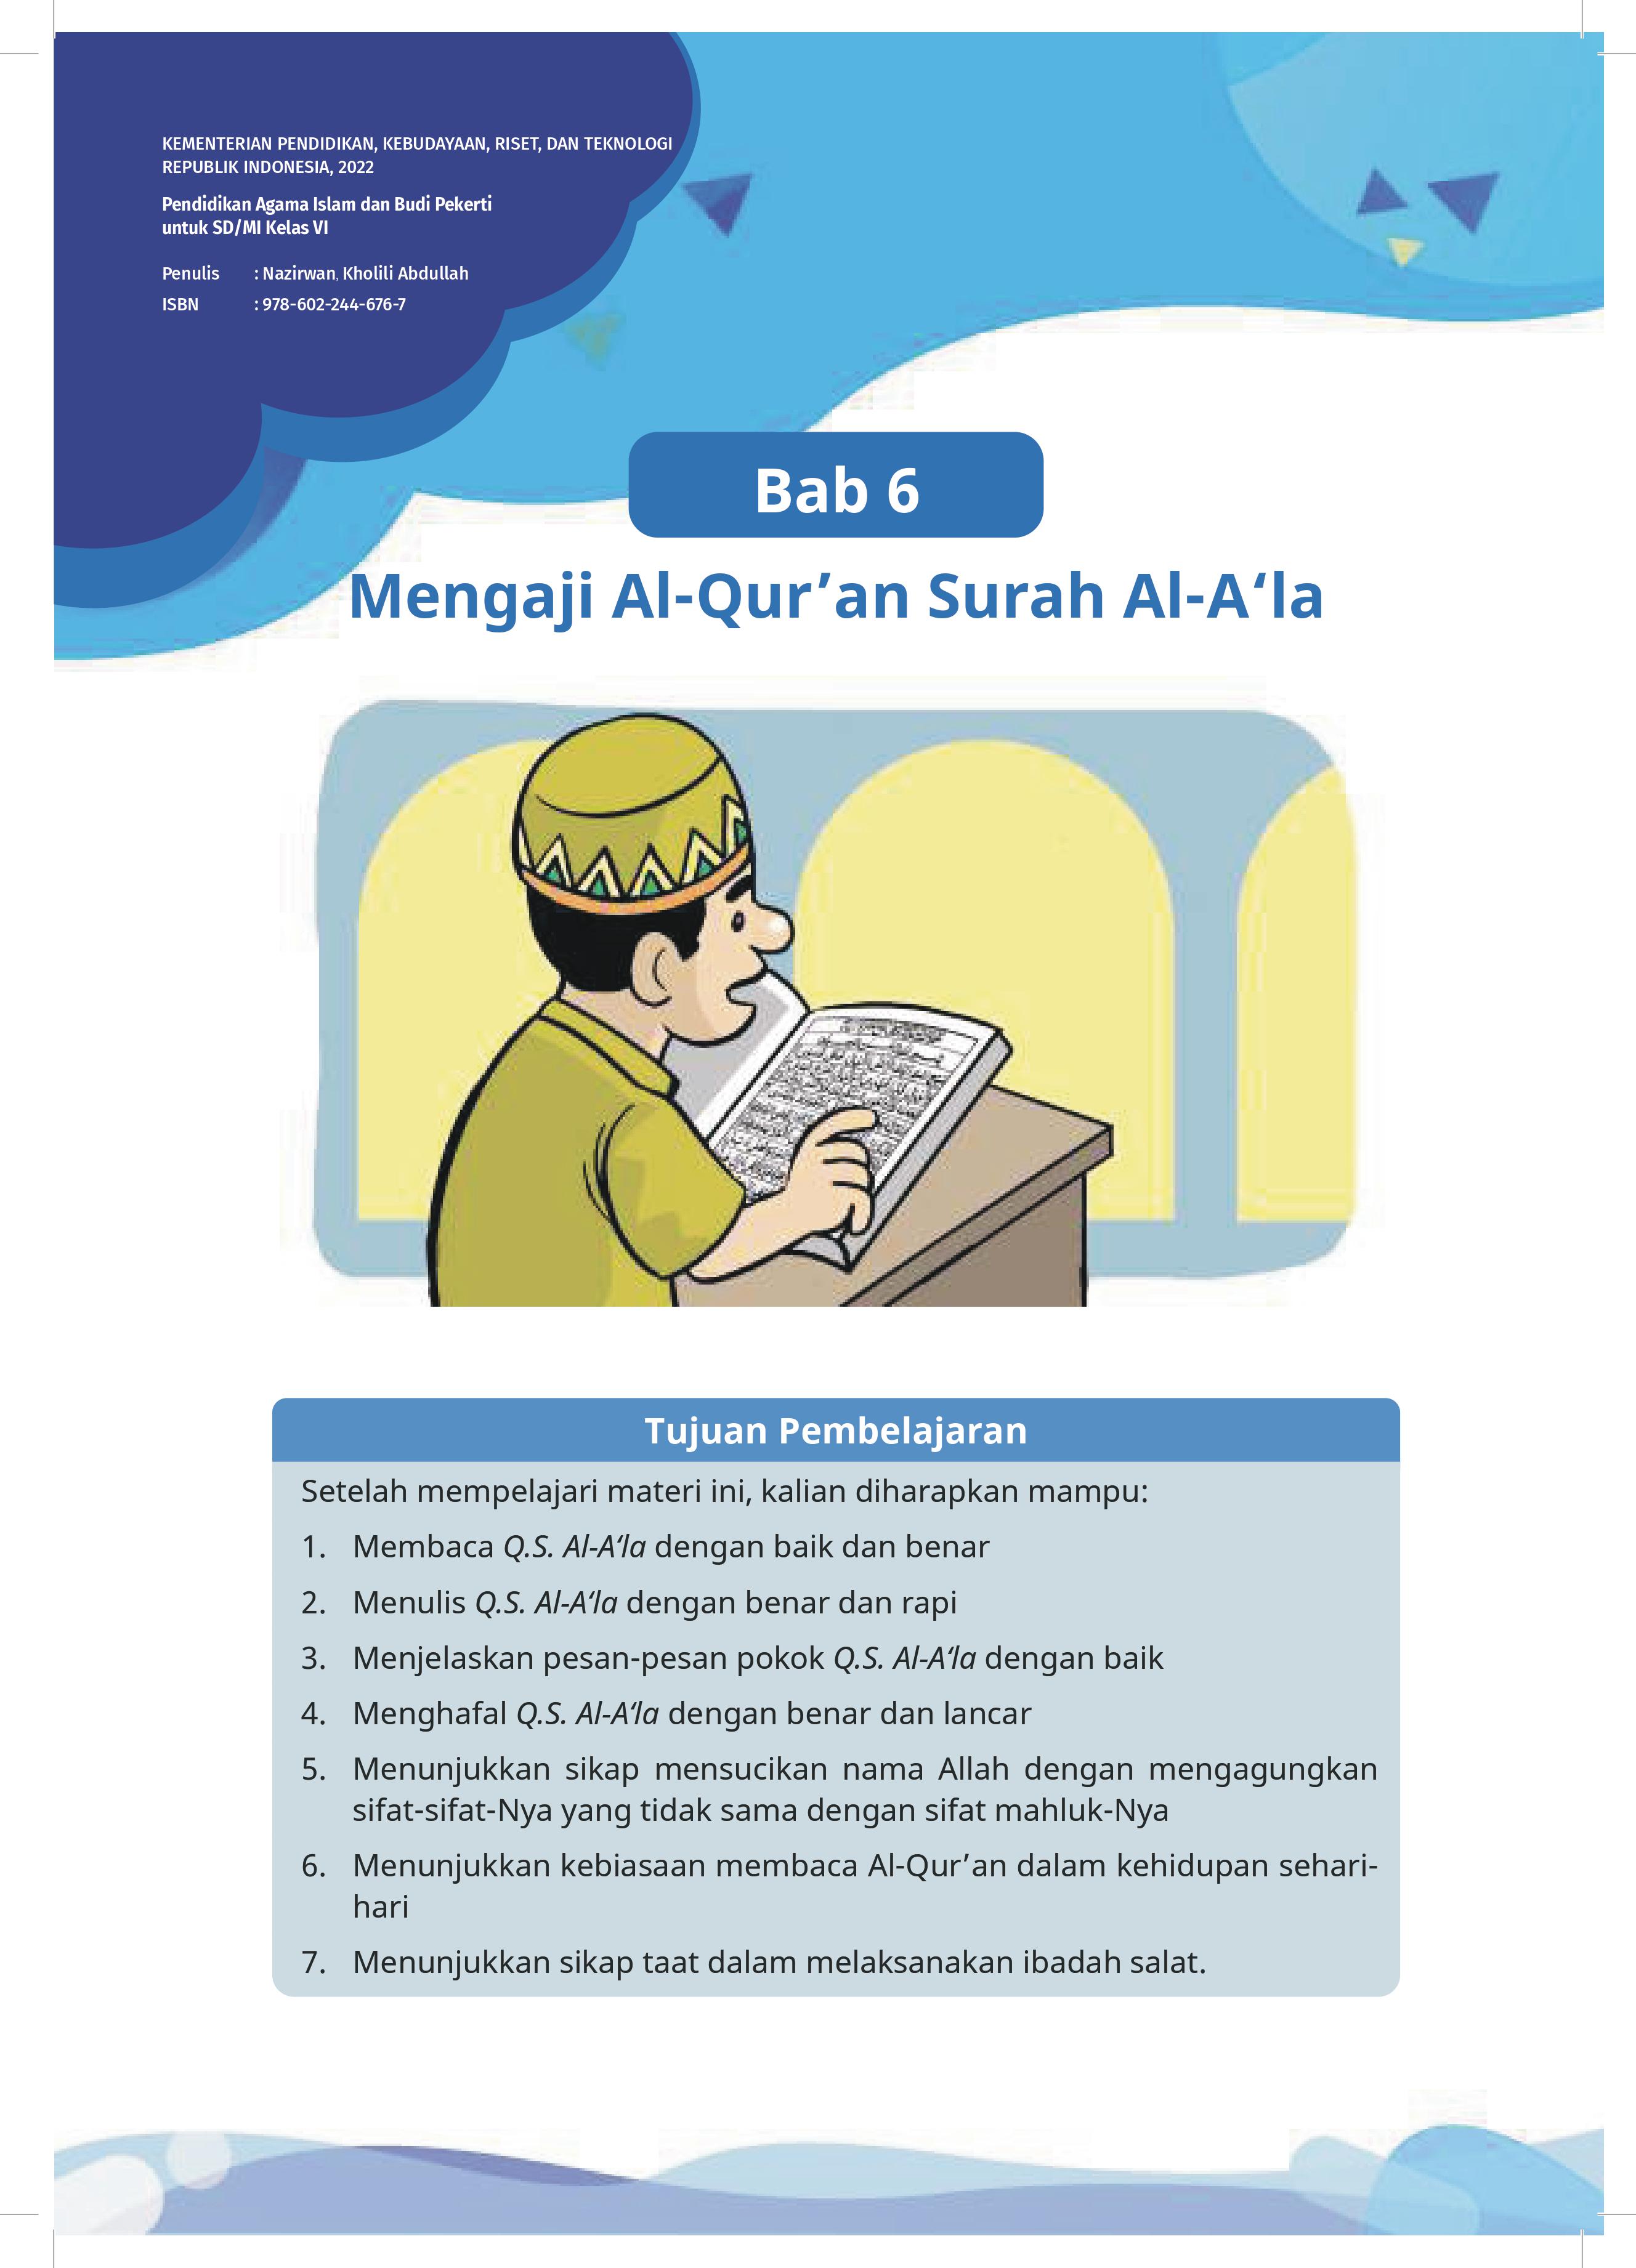 KEMENTERIAN PENDIDIKAN, KEBUDAYAAN, RISET, DAN TEKNOLOGI
REPUBLIK INDONESIA, 2022
Pendidikan Agama Islam dan Budi Pekerti
untuk SD/MI Kelas VI
Penulis : Nazirwan, Kholili Abdullah
ISBN : 978-602-244-676-7
Bab 6
Mengaji Al-Qur’an Surah Al-A‘la
Tujuan Pembelajaran
Setelah mempelajari materi ini, kalian diharapkan mampu:
1. Membaca Q.S. Al-A‘la dengan baik dan benar
2. Menulis Q.S. Al-A‘la dengan benar dan rapi
3. Menjelaskan pesan-pesan pokok Q.S. Al-A‘la dengan baik
4. Menghafal Q.S. Al-A‘la dengan benar dan lancar
5. Menunjukkan sikap mensucikan nama Allah dengan mengagungkan
sifat-sifat-Nya yang tidak sama dengan sifat mahluk-Nya
6. Menunjukkan kebiasaan membaca Al-Qur’an dalam kehidupan sehari-
hari
7. Menunjukkan sikap taat dalam melaksanakan ibadah salat.